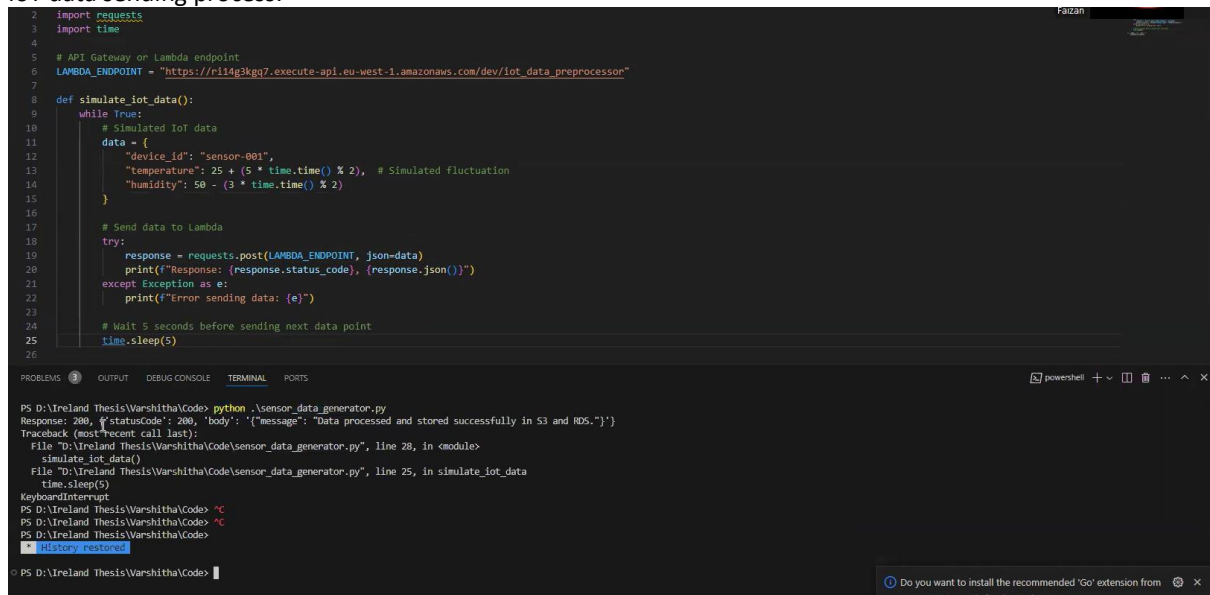 IoT data sending process.
Faizan
2 import requests
3 import time
4
5 # API Gateway or Lambda endpoint
6 LAMBDA_ENDPOINT = "https://ri14g3kgq7.execute-api.eu-west-1.amazonaws.com/dev/iot_data_preprocessor"
7
8 def simulate_iot_data():
9 while True:
10 # Simulated IoT data
11 data = {
12 "device_id": "sensor-001",
13 "temperature": 25 + (5 * time.time() % 2), # Simulated fluctuation
14 "humidity": 50 - (3 * time.time() % 2)
15 }
16
17 # Send data to Lambda
18 try:
19 response = requests.post(LAMBDA_ENDPOINT, json=data)
20 print(f"Response: {response.status_code}, {response.json()}")
21 except Exception as e:
22 print(f"Error sending data: {e}")
23
24 # Wait 5 seconds before sending next data point
25 time.sleep(5)
26
PROBLEMS 3 OUTPUT DEBUG CONSOLE TERMINAL PORTS powershell
PS D:\Ireland Thesis\Varshitha\Code> python .\sensor_data_generator.py
Response: 200, {'statusCode': 200, 'body': '{"message": "Data processed and stored successfully in S3 and RDS."}'}
Traceback (most recent call last):
File "D:\Ireland Thesis\Varshitha\Code\sensor_data_generator.py", line 28, in <module>
simulate_iot_data()
File "D:\Ireland Thesis\Varshitha\Code\sensor_data_generator.py", line 25, in simulate_iot_data
time.sleep(5)
KeyboardInterrupt
PS D:\Ireland Thesis\Varshitha\Code> ^C
PS D:\Ireland Thesis\Varshitha\Code> ^C
PS D:\Ireland Thesis\Varshitha\Code>
* History restored
PS D:\Ireland Thesis\Varshitha\Code>
Do you want to install the recommended 'Go' extension from